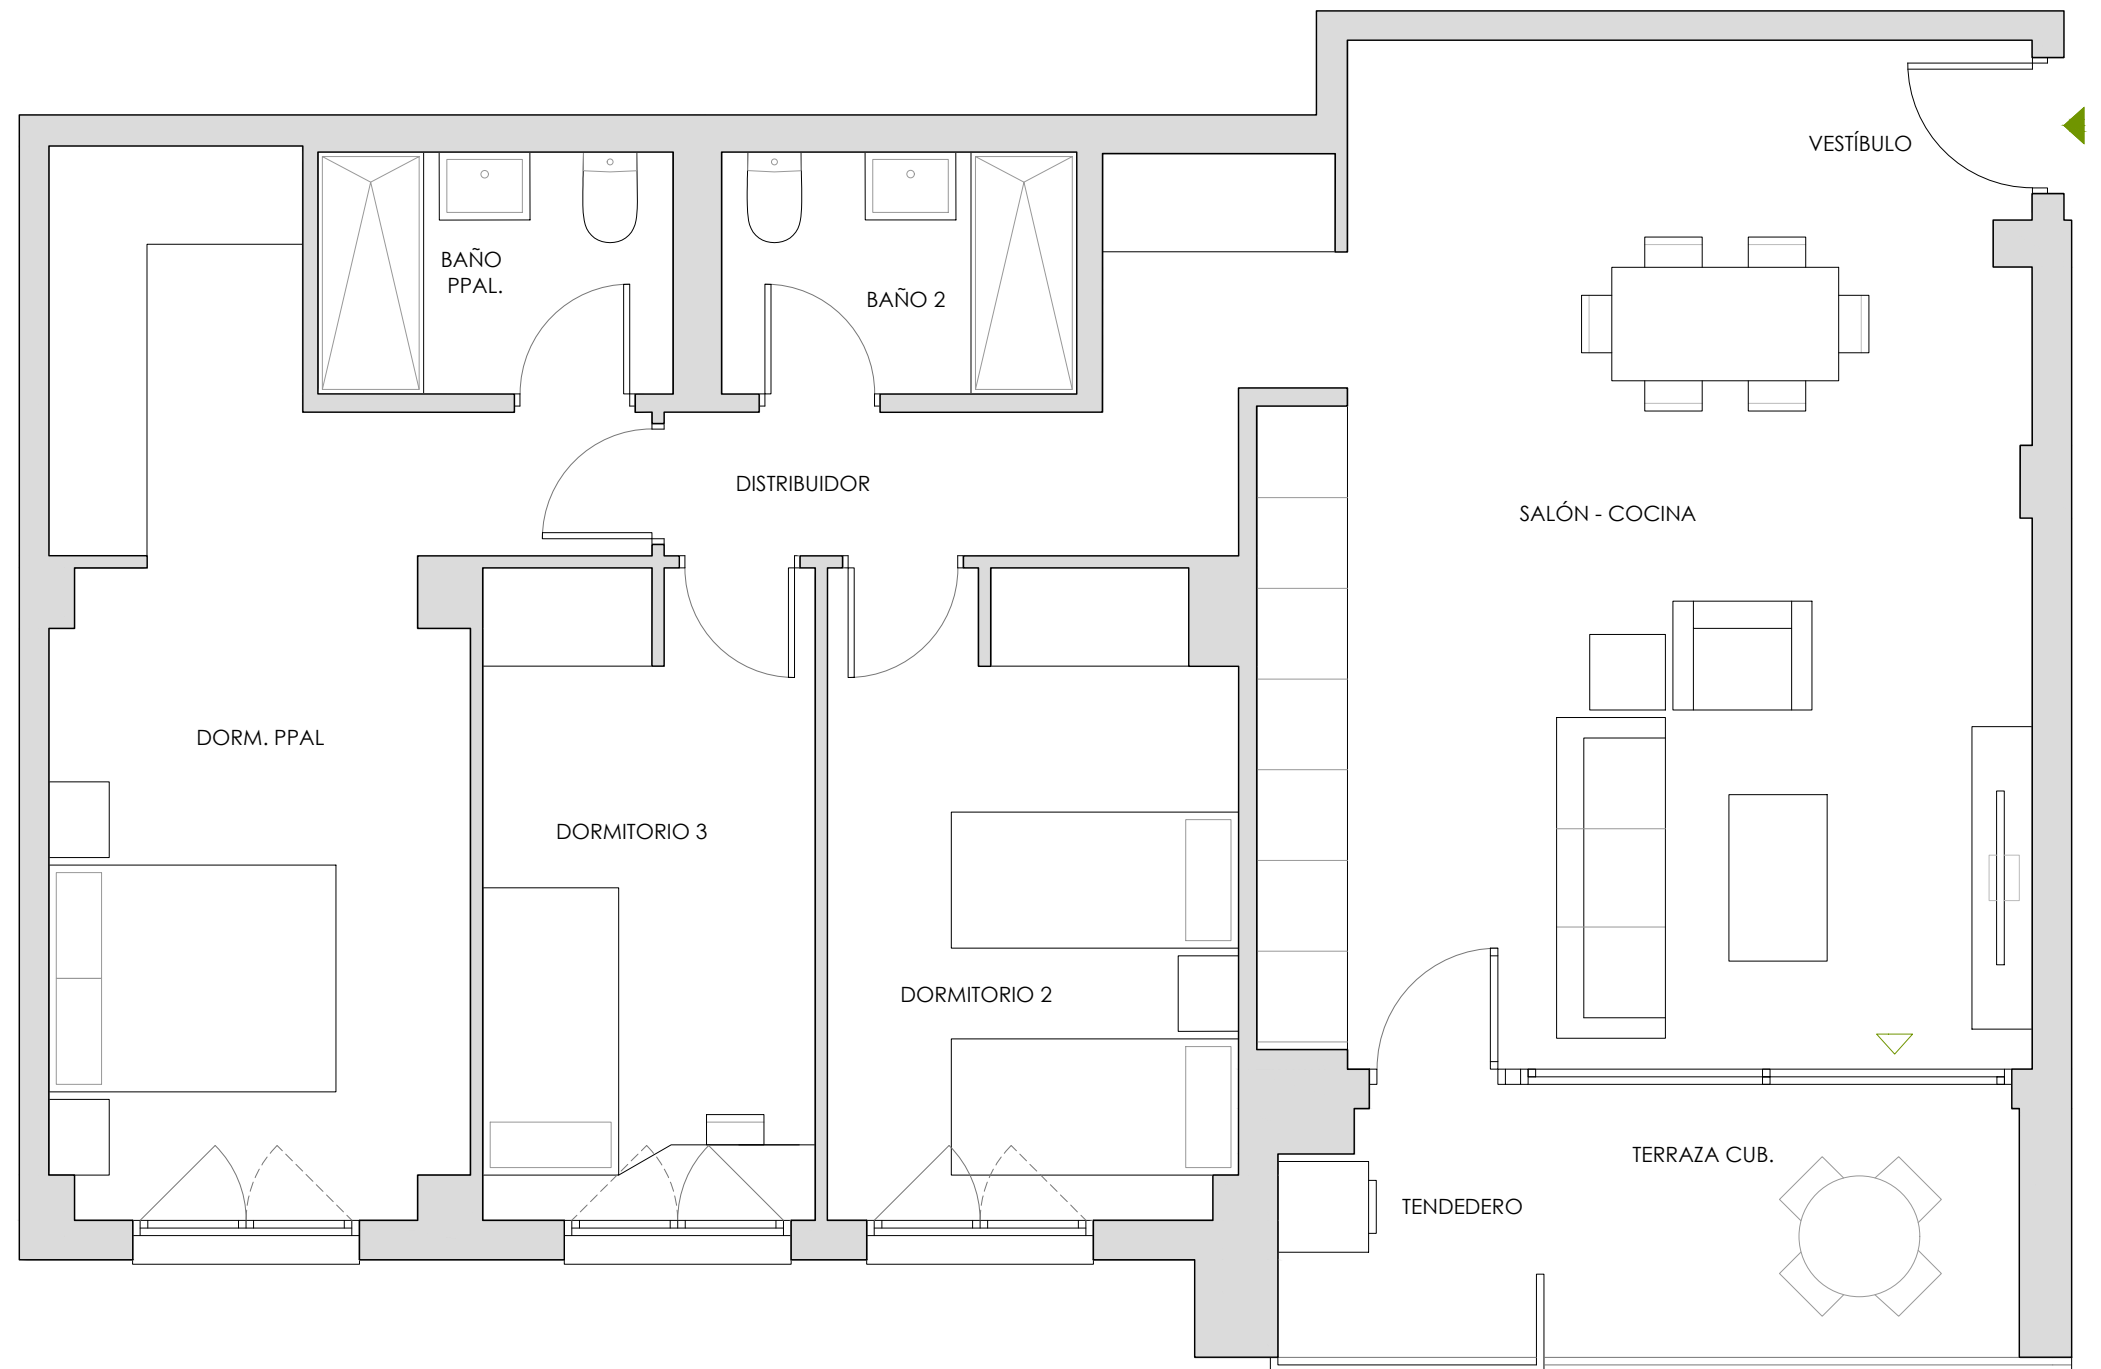 VESTÍBULO
BAÑO
PPAL.
BAÑO 2
DISTRIBUIDOR
SALÓN - COCINA
DORM. PPAL
DORMITORIO 3
DORMITORIO 2
TERRAZA CUB.
TENDEDERO